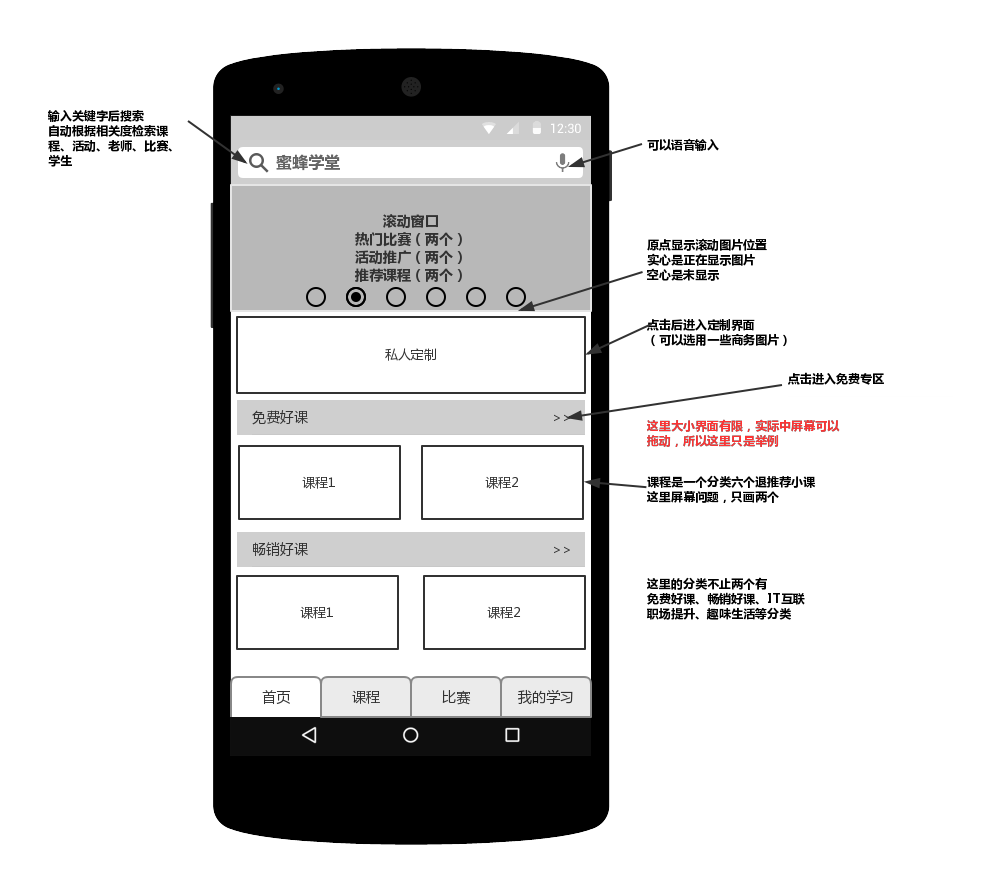 输入关键字后搜索
自动根据相关度检索课
程、活动、老师、比赛、
学生
12:30
蜜蜂学堂
可以语音输入
滚动窗口
热门比赛（两个）
活动推广（两个）
推荐课程（两个）
原点显示滚动图片位置
实心是正在显示图片
空心是未显示
私人定制
点击后进入定制界面
（可以选用一些商务图片）
点击进入免费专区
免费好课
>>
这里大小界面有限，实际中屏幕可以
拖动，所以这里只是举例
课程1
课程2
课程是一个分类六个退推荐小课
这里屏幕问题，只画两个
畅销好课
>>
课程1
课程2
这里的分类不止两个有
免费好课、畅销好课、IT互联
职场提升、趣味生活等分类
首页
课程
比赛
我的学习